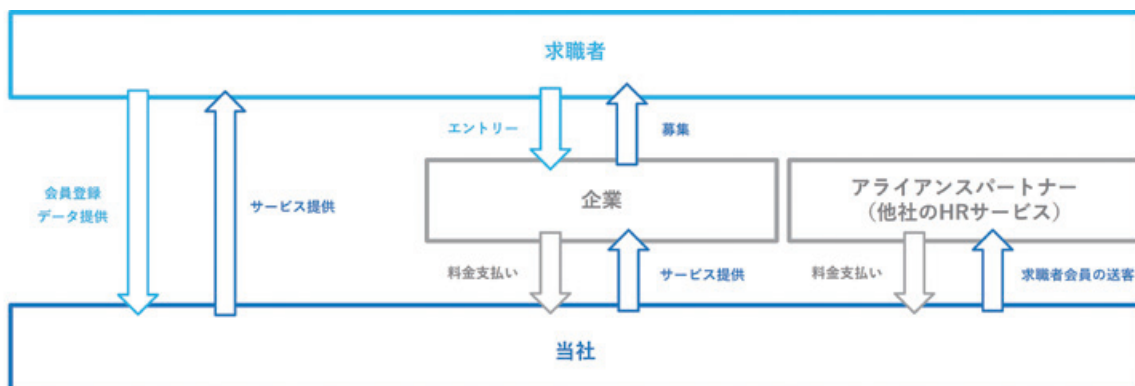 求職者
エントリー
募集
会員登録
データ提供
サービス提供
企業
アライアンスパートナー
（他社のHRサービス）
料金支払い
サービス提供
料金支払い
求職者会員の送客
当社